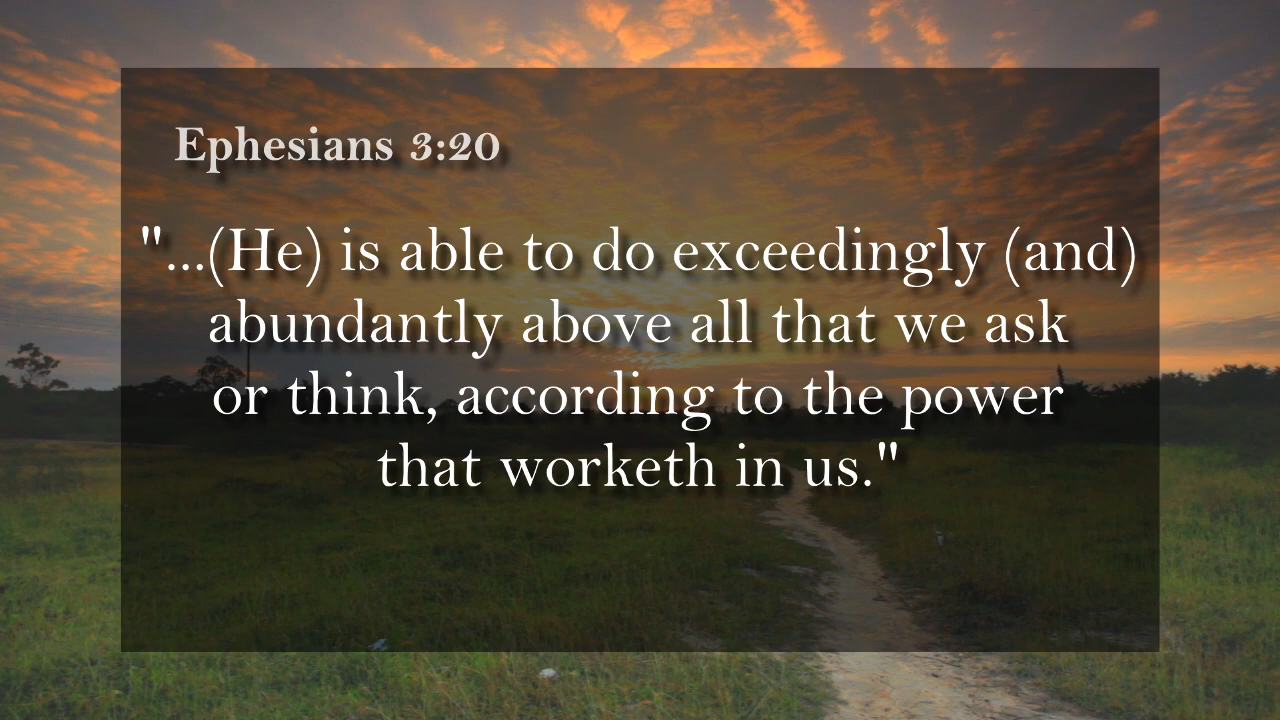 Ephesians 3:20
"...(He) is able to do exceedingly (and)
abundantly above all that we ask
or think, according to the power
that worketh in us."